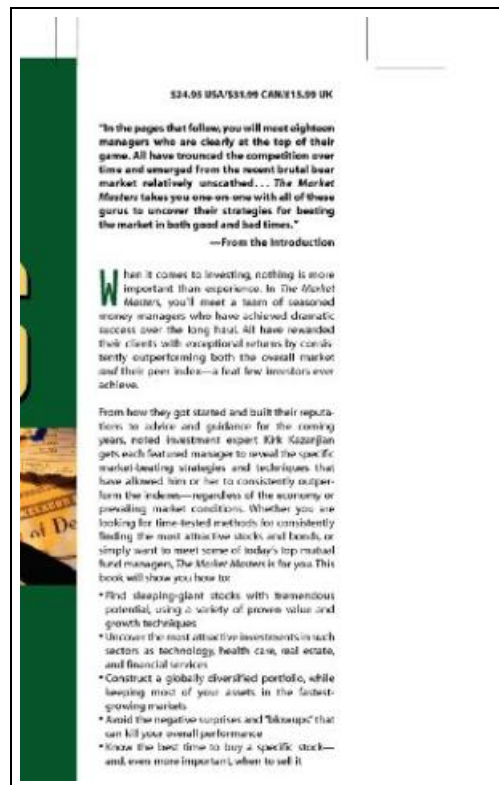 $24.95 USA/$31.99 CAN/£15.99 UK
"In the pages that follow, you will meet eighteen
managers who are clearly at the top of their
game. All have trounced the competition over
time and emerged from the recent brutal bear
market relatively unscathed... The Market
Masters takes you one-on-one with all of these
gurus to uncover their strategies for beating
the market in both good and bad times."
—From the Introduction
When it comes to investing, nothing is more
important than experience. In The Market
Masters, you'll meet a team of seasoned
money managers who have achieved dramatic
success over the long haul. All have rewarded
their clients with exceptional returns by consis-
tently outperforming both the overall market
and their peer index—a feat few investors ever
achieve.
From how they got started and built their reputa-
tions to advice and guidance for the coming
years, noted investment expert Kirk Kazanjian
gets each featured manager to reveal the specific
market-beating strategies and techniques that
have allowed him or her to consistently outper-
form the indexes—regardless of the economy or
prevailing market conditions. Whether you are
looking for time-tested methods for consistently
finding the most attractive stocks and bonds, or
simply want to meet some of today's top mutual
fund managers, The Market Masters is for you. This
book will show you how to:
• Find sleeping-giant stocks with tremendous
potential, using a variety of proven value and
growth techniques
• Uncover the most attractive investments in such
sectors as technology, health care, real estate,
and financial services
• Construct a globally diversified portfolio, while
keeping most of your assets in the fastest-
growing markets
• Avoid the negative surprises and "blowups" that
can kill your overall performance
• Know the best time to buy a specific stock—
and, even more important, when to sell it
of De